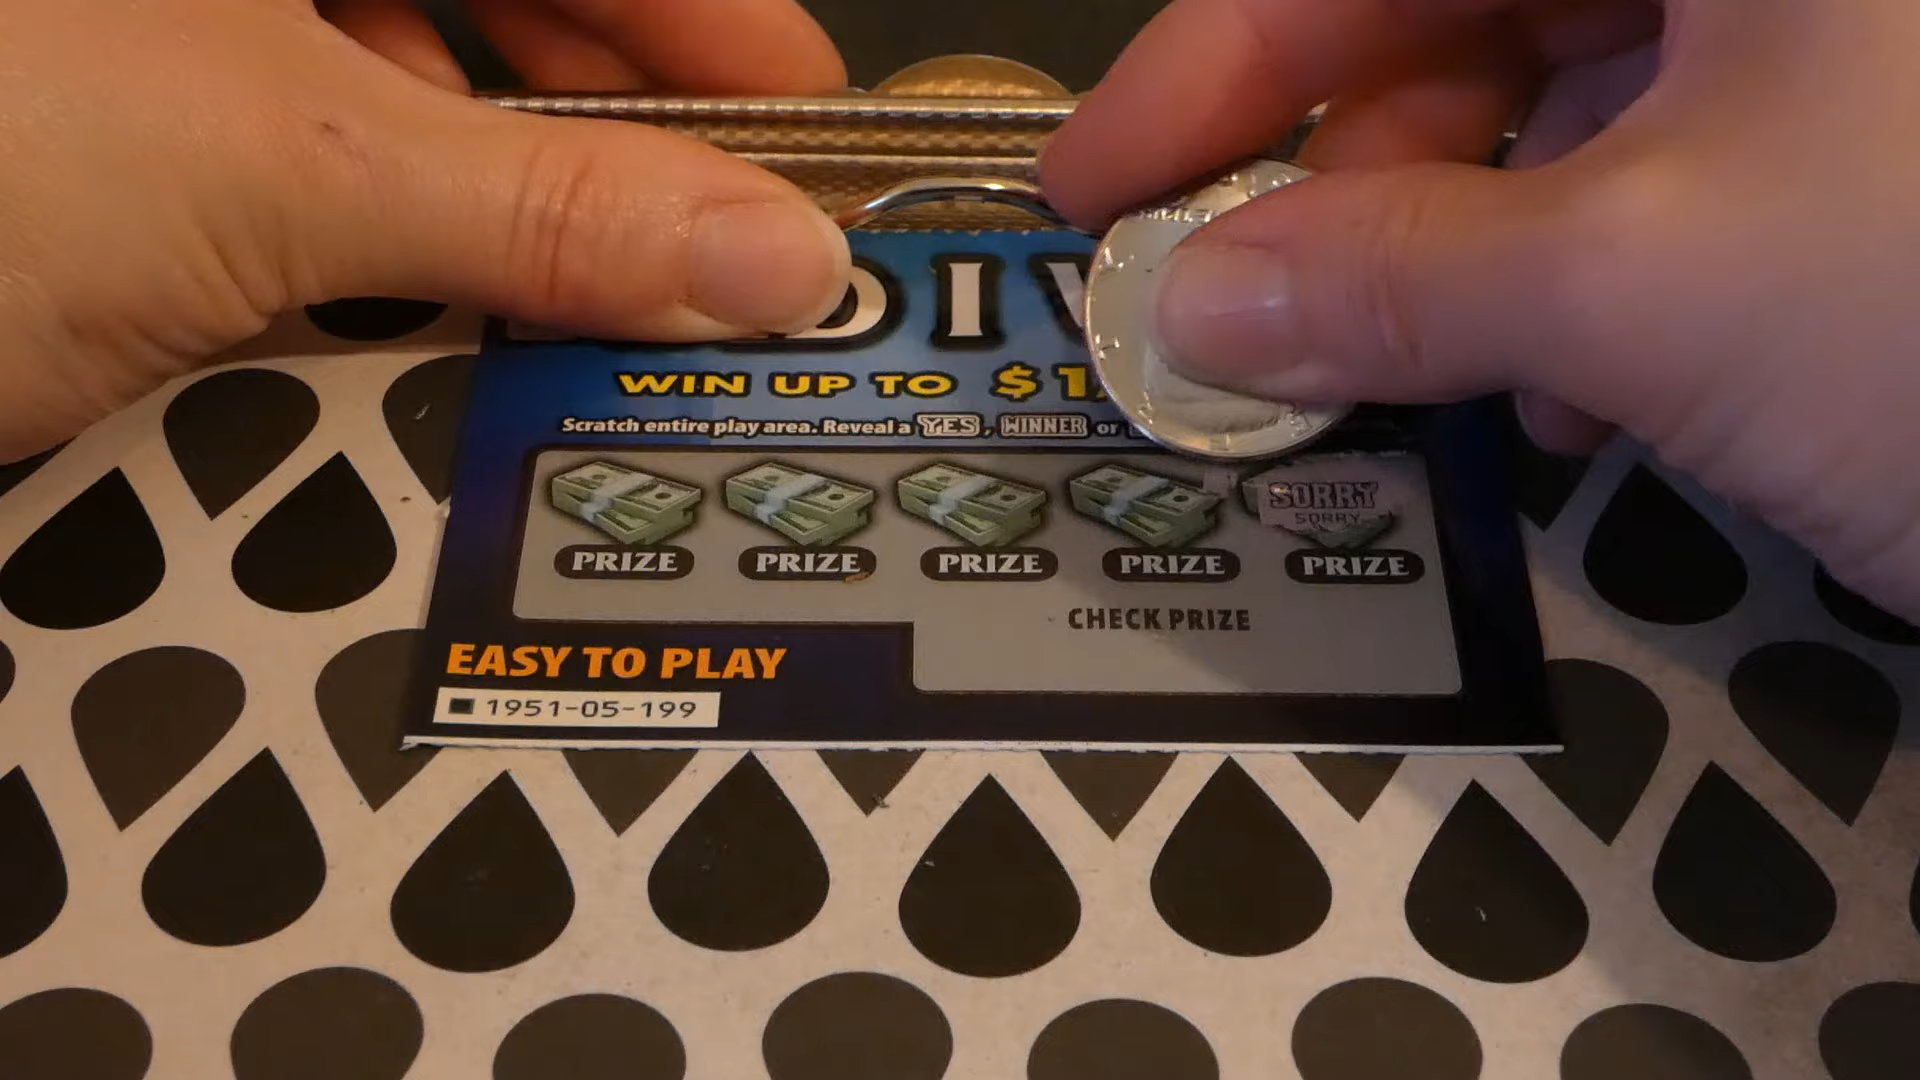 DIV
WIN UP TO $1,
Scratch entire play area. Reveal a YES, WINNER or
SORRY
SORRY
PRIZE PRIZE PRIZE PRIZE PRIZE
CHECK PRIZE
EASY TO PLAY
1951-05-199